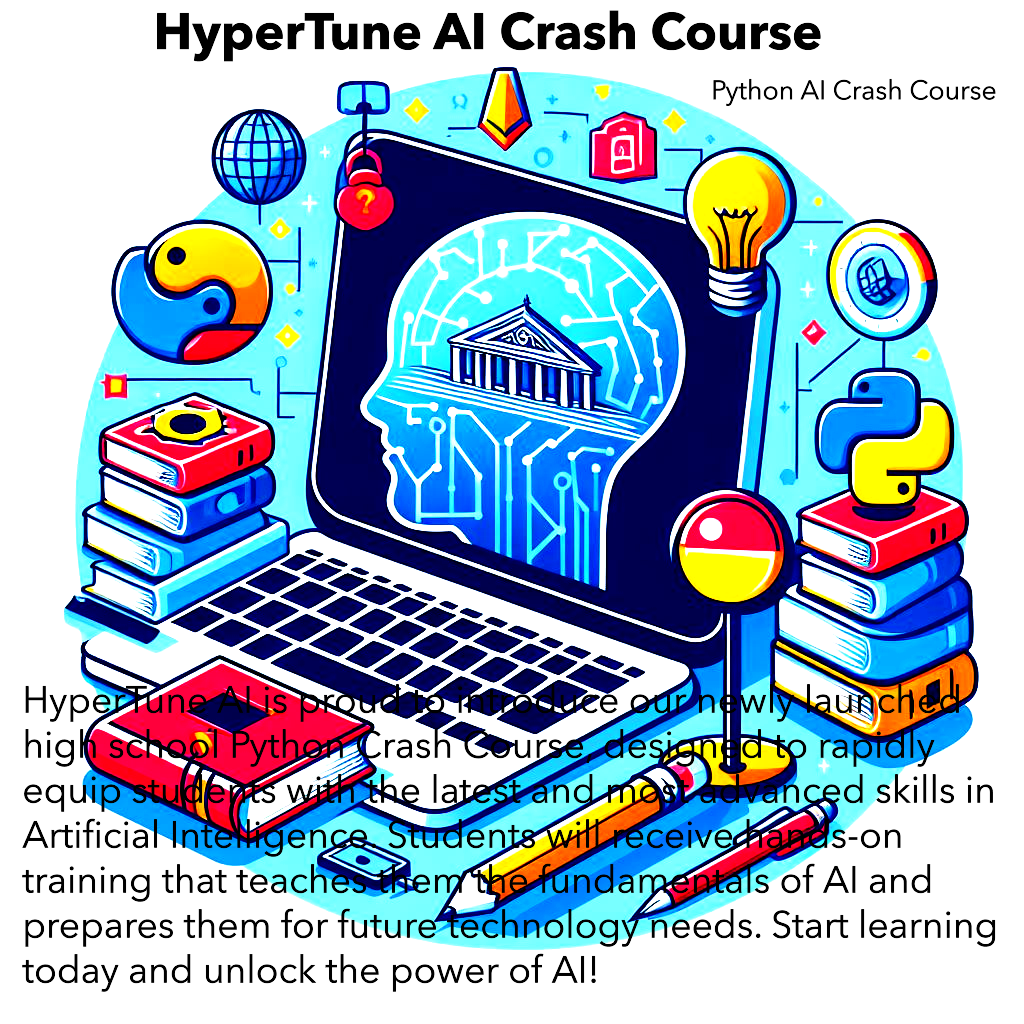 HyperTune AI Crash Course
Python AI Crash Course
?
HyperTune AI is proud to introduce our newly launched
high school Python Crash Course, designed to rapidly
equip students with the latest and most advanced skills in
Artificial Intelligence. Students will receive hands-on
training that teaches them the fundamentals of AI and
prepares them for future technology needs. Start learning
today and unlock the power of AI!